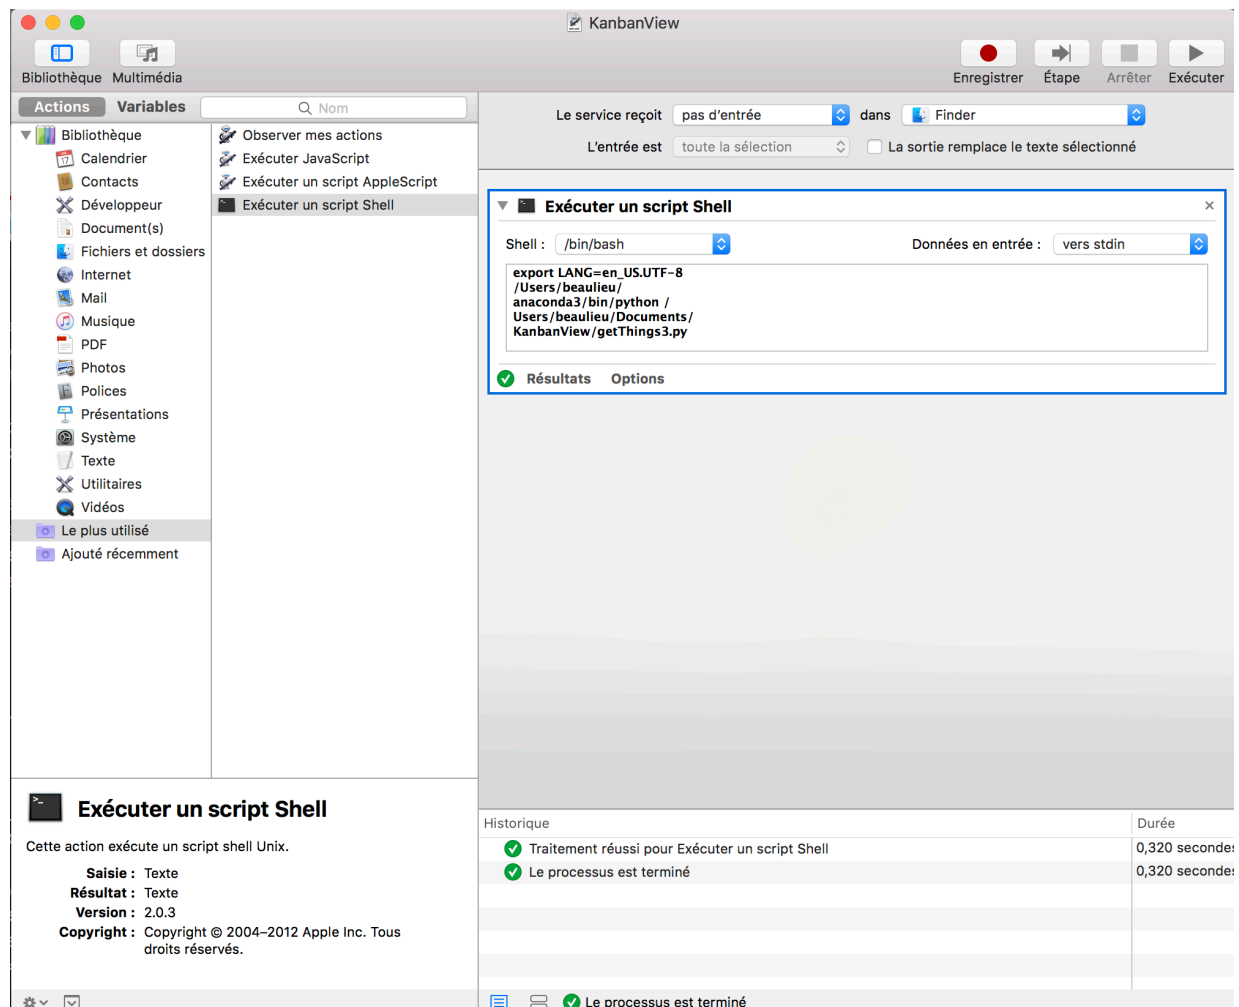 KanbanView
Bibliothèque Multimédia
Enregistrer Étape Arrêter Exécuter
Actions Variables Nom
Bibliothèque
Calendrier
Contacts
Développeur
Document(s)
Fichiers et dossiers
Internet
Mail
Musique
PDF
Photos
Polices
Présentations
Système
Texte
Utilitaires
Vidéos
Le plus utilisé
Ajouté récemment
Observer mes actions
Exécuter JavaScript
Exécuter un script AppleScript
Exécuter un script Shell
Le service reçoit pas d'entrée dans Finder
L'entrée est toute la sélection La sortie remplace le texte sélectionné
Exécuter un script Shell
Shell : /bin/bash Données en entrée : vers stdin
export LANG=en_US.UTF-8
/Users/beaulieu/
anaconda3/bin/python /
Users/beaulieu/Documents/
KanbanView/getThings3.py
Résultats Options
Exécuter un script Shell
Cette action exécute un script shell Unix.
Saisie : Texte
Résultat : Texte
Version : 2.0.3
Copyright : Copyright © 2004–2012 Apple Inc. Tous
droits réservés.
Historique Durée
Traitement réussi pour Exécuter un script Shell 0,320 secondes
Le processus est terminé 0,320 secondes
Le processus est terminé